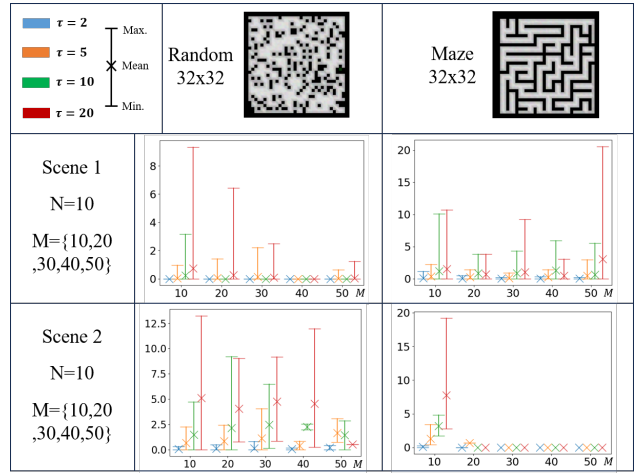 τ = 2
τ = 5
τ = 10
τ = 20
Max.
Mean
Min.
Random
32x32
Maze
32x32
Scene 1
N=10
M={10,20
,30,40,50}
8
6
4
2
0
10 20 30 40 50 M
20
15
10
5
0
10 20 30 40 50 M
Scene 2
N=10
M={10,20
,30,40,50}
12.5
10.0
7.5
5.0
2.5
0.0
10 20 30 40 50 M
20
15
10
5
0
10 20 30 40 50 M